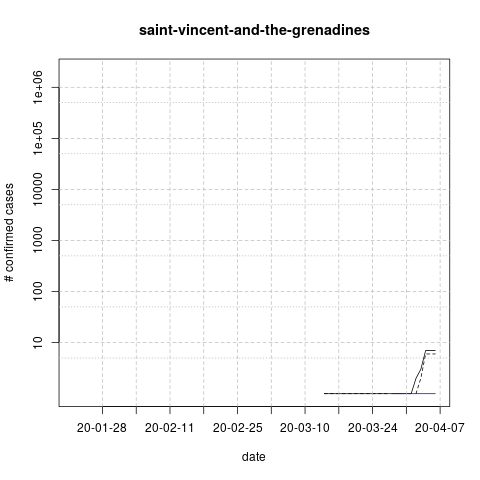 saint-vincent-and-the-grenadines
# confirmed cases
1e+06
1e+05
10000
1000
100
10
20-01-28 20-02-11 20-02-25 20-03-10 20-03-24 20-04-07
date